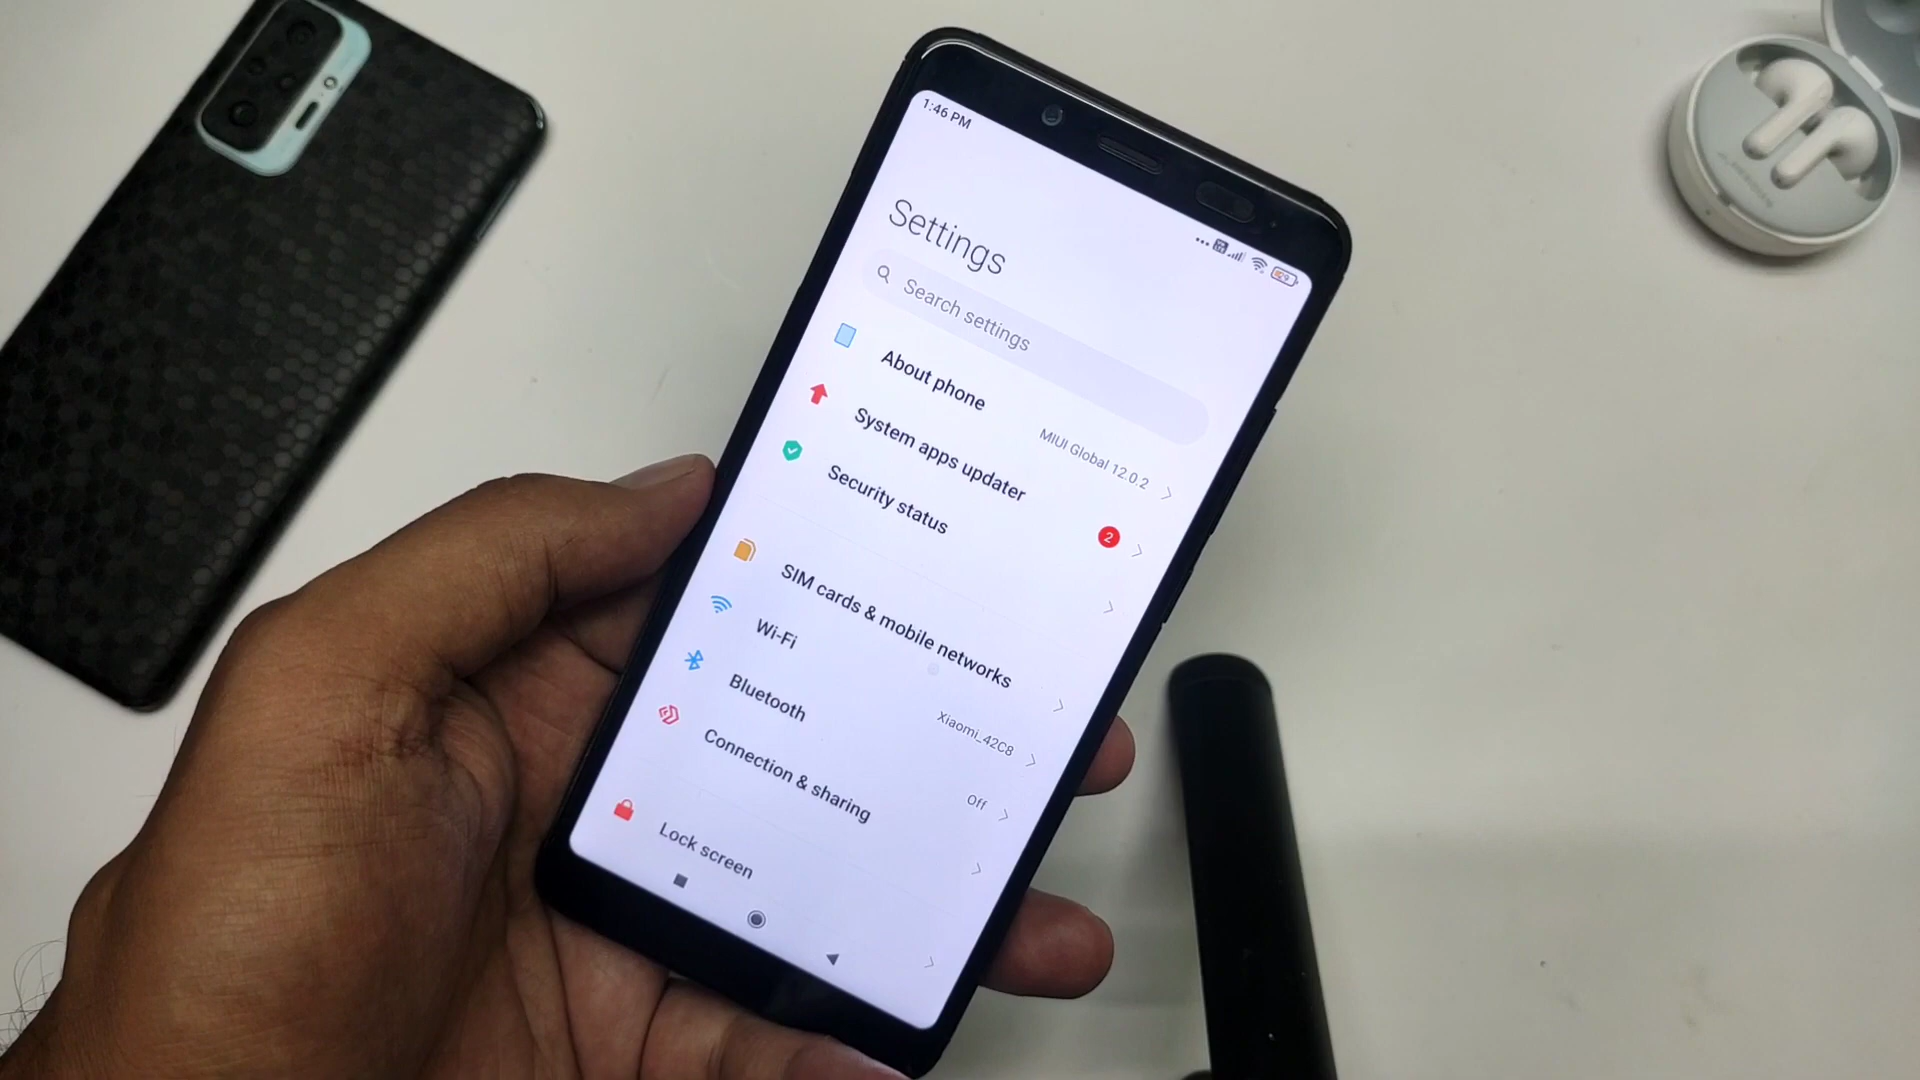 1:46 PM
Settings
Search settings
About phone
MIUI Global 12.0.2
System apps updater
2
Security status
SIM cards & mobile networks
Wi-Fi
Xiaomi_42C8
Bluetooth
Off
Connection & sharing
Lock screen